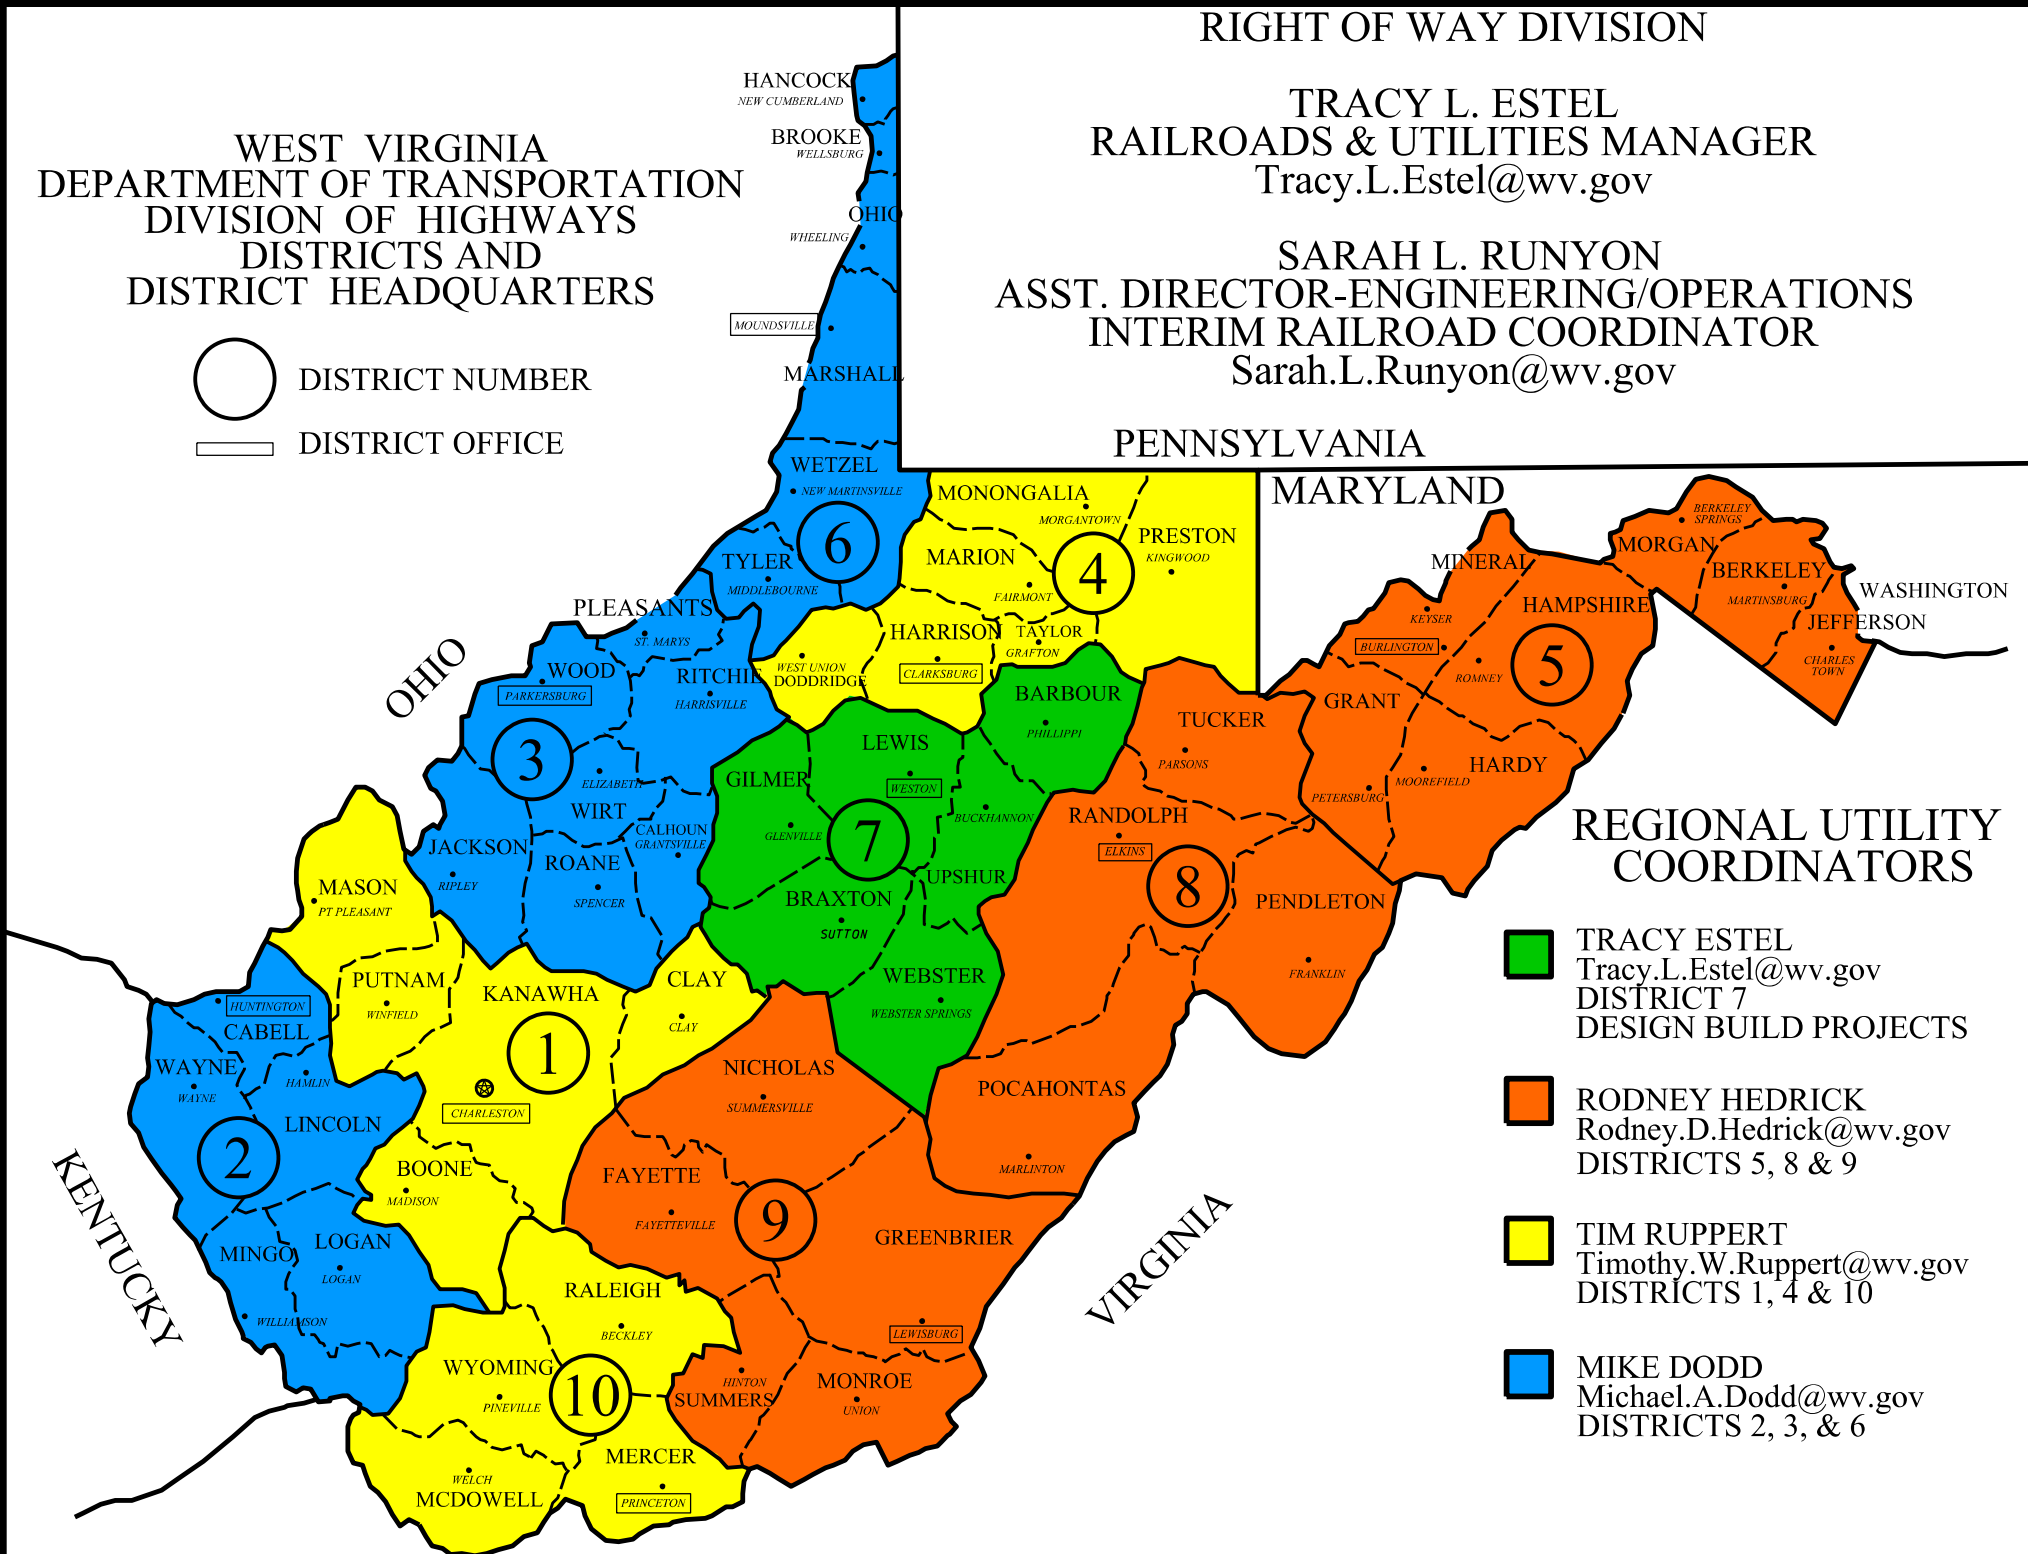 RIGHT OF WAY DIVISION
TRACY L. ESTEL
RAILROADS & UTILITIES MANAGER
Tracy.L.Estel@wv.gov
SARAH L. RUNYON
ASST. DIRECTOR-ENGINEERING/OPERATIONS
INTERIM RAILROAD COORDINATOR
Sarah.L.Runyon@wv.gov
WEST VIRGINIA
DEPARTMENT OF TRANSPORTATION
DIVISION OF HIGHWAYS
DISTRICTS AND
DISTRICT HEADQUARTERS
DISTRICT NUMBER
DISTRICT OFFICE
PENNSYLVANIA
MARYLAND
WASHINGTON
OHIO
KENTUCKY
VIRGINIA
HANCOCK
NEW CUMBERLAND
BROOKE
WELLSBURG
OHIO
WHEELING
MOUNDSVILLE
MARSHALL
WETZEL
NEW MARTINSVILLE
6
TYLER
MIDDLEBOURNE
PLEASANTS
ST. MARYS
WOOD
PARKERSBURG
RITCHIE
HARRISVILLE
3
ELIZABETH
WIRT
CALHOUN
GRANTSVILLE
JACKSON
RIPLEY
ROANE
SPENCER
MONONGALIA
MORGANTOWN
PRESTON
KINGWOOD
MARION
FAIRMONT
4
HARRISON
CLARKSBURG
TAYLOR
GRAFTON
WEST UNION
DODDRIDGE
BARBOUR
PHILLIPPI
LEWIS
WESTON
GILMER
GLENVILLE
7
BUCKHANNON
UPSHUR
BRAXTON
SUTTON
WEBSTER
WEBSTER SPRINGS
TUCKER
PARSONS
RANDOLPH
ELKINS
8
PENDLETON
FRANKLIN
POCAHONTAS
MARLINTON
MINERAL
KEYSER
BURLINGTON
HAMPSHIRE
ROMNEY
5
GRANT
PETERSBURG
HARDY
MOOREFIELD
MORGAN
BERKELEY
SPRINGS
BERKELEY
MARTINSBURG
JEFFERSON
CHARLES
TOWN
MASON
PT PLEASANT
PUTNAM
WINFIELD
KANAWHA
1
CHARLESTON
CLAY
CLAY
BOONE
MADISON
HUNTINGTON
CABELL
WAYNE
WAYNE
HAMLIN
LINCOLN
2
MINGO
WILLIAMSON
LOGAN
LOGAN
NICHOLAS
SUMMERSVILLE
FAYETTE
FAYETTEVILLE
9
GREENBRIER
LEWISBURG
HINTON
SUMMERS
MONROE
UNION
RALEIGH
BECKLEY
WYOMING
PINEVILLE
10
MERCER
PRINCETON
WELCH
MCDOWELL
REGIONAL UTILITY
COORDINATORS
TRACY ESTEL
Tracy.L.Estel@wv.gov
DISTRICT 7
DESIGN BUILD PROJECTS
RODNEY HEDRICK
Rodney.D.Hedrick@wv.gov
DISTRICTS 5, 8 & 9
TIM RUPPERT
Timothy.W.Ruppert@wv.gov
DISTRICTS 1, 4 & 10
MIKE DODD
Michael.A.Dodd@wv.gov
DISTRICTS 2, 3, & 6